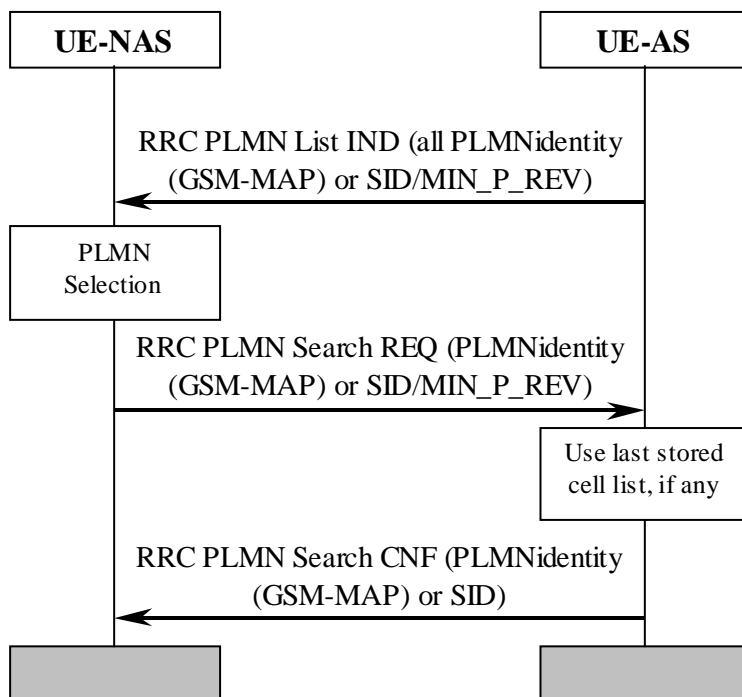 UE-NAS
UE-AS
RRC PLMN List IND (all PLMNidentity
(GSM-MAP) or SID/MIN_P_REV)
PLMN
Selection
RRC PLMN Search REQ (PLMNidentity
(GSM-MAP) or SID/MIN_P_REV)
Use last stored
cell list, if any
RRC PLMN Search CNF (PLMNidentity
(GSM-MAP) or SID)